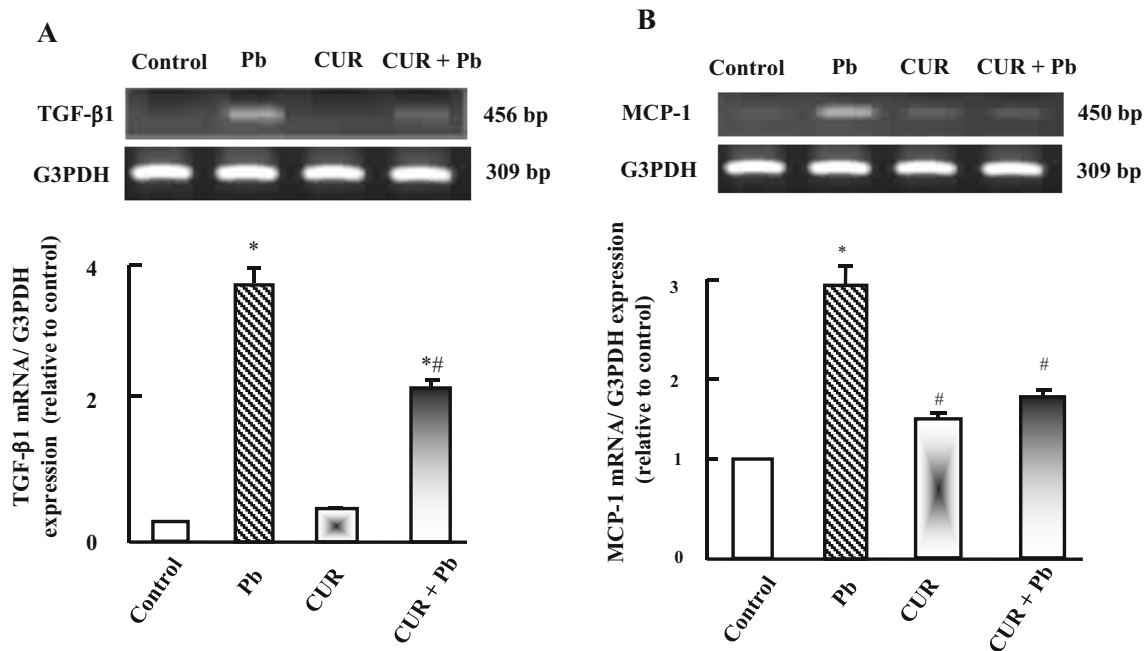 A
Control Pb CUR CUR + Pb
TGF-β1 456 bp
G3PDH 309 bp
TGF-β1 mRNA/ G3PDH
expression (relative to control)
4
2
0
*
*#
Control
Pb
CUR
CUR + Pb
B
Control Pb CUR CUR + Pb
MCP-1 450 bp
G3PDH 309 bp
MCP-1 mRNA/ G3PDH expression
(relative to control)
3
2
1
0
*
#
#
Control
Pb
CUR
CUR + Pb